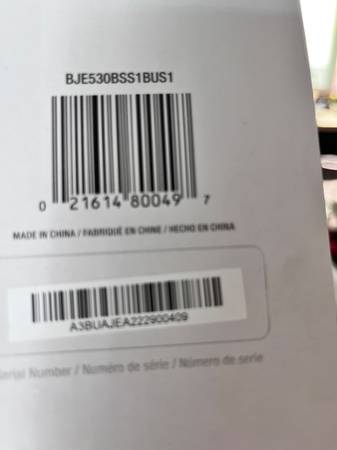 BJE530BSS1BUS1
0 21614 80049 7
MADE IN CHINA / FABRIQUÉ EN CHINE / HECHO EN CHINA
A3BUAJEA222900409
Serial Number / Numéro de série / Número de serie